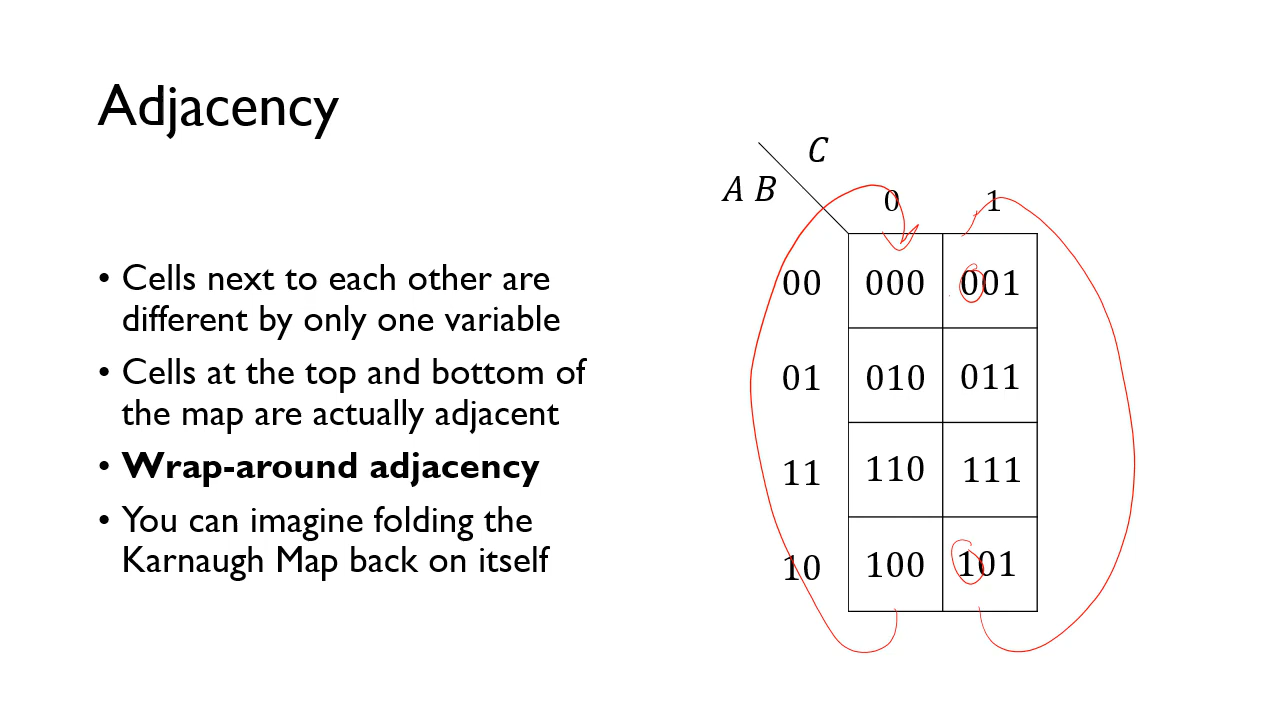 Adjacency
• Cells next to each other are
different by only one variable
• Cells at the top and bottom of
the map are actually adjacent
• Wrap-around adjacency
• You can imagine folding the
Karnaugh Map back on itself
C
A B
0 1
00 000 001
01 010 011
11 110 111
10 100 101